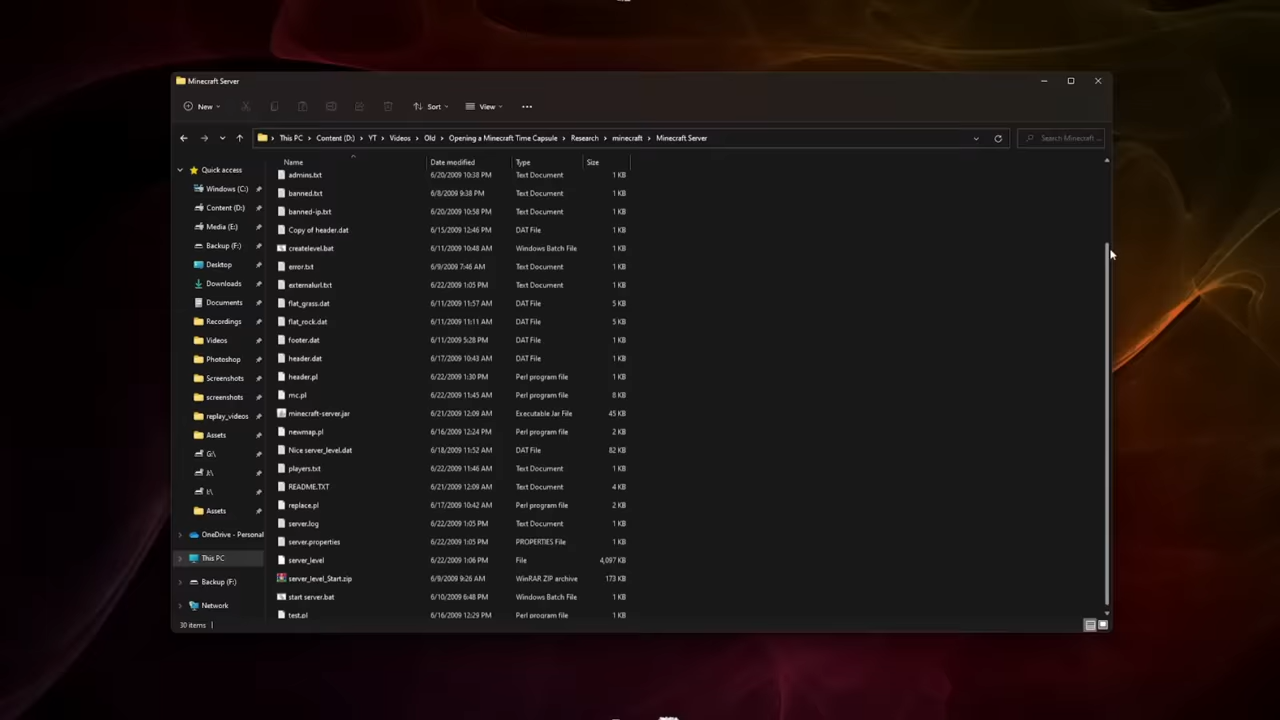 Minecraft Server
New Sort View
This PC > Content (D:) > YT > Videos > Old > Opening a Minecraft Time Capsule > Research > minecraft > Minecraft Server Search Minecraft ...
Name Date modified Type Size
Quick access
Windows (C:)
Content (D:)
Media (E:)
Backup (F:)
Desktop
Downloads
Documents
Recordings
Videos
Photoshop
Screenshots
screenshots
replay_videos
Assets
G:\
J:\
I:\
Assets
OneDrive - Personal
This PC
Backup (F:)
Network
admins.txt 6/20/2009 10:38 PM Text Document 1 KB
banned.txt 6/8/2009 9:38 PM Text Document 1 KB
banned-ip.txt 6/20/2009 10:58 PM Text Document 1 KB
Copy of header.dat 6/15/2009 12:46 PM DAT File 1 KB
createlevel.bat 6/11/2009 10:48 AM Windows Batch File 1 KB
error.txt 6/9/2009 7:46 AM Text Document 1 KB
externalurl.txt 6/22/2009 1:05 PM Text Document 1 KB
flat_grass.dat 6/11/2009 11:57 AM DAT File 5 KB
flat_rock.dat 6/11/2009 11:11 AM DAT File 5 KB
footer.dat 6/11/2009 5:28 PM DAT File 1 KB
header.dat 6/17/2009 10:43 AM DAT File 1 KB
header.pl 6/22/2009 1:30 PM Perl program file 1 KB
mc.pl 6/22/2009 11:45 AM Perl program file 8 KB
minecraft-server.jar 6/21/2009 12:09 AM Executable Jar File 45 KB
newmap.pl 6/16/2009 12:24 PM Perl program file 2 KB
Nice server_level.dat 6/18/2009 11:52 AM DAT File 82 KB
players.txt 6/22/2009 11:46 AM Text Document 1 KB
README.TXT 6/21/2009 12:09 AM Text Document 4 KB
replace.pl 6/17/2009 10:42 AM Perl program file 2 KB
server.log 6/22/2009 1:05 PM Text Document 1 KB
server.properties 6/22/2009 1:05 PM PROPERTIES File 1 KB
server_level 6/22/2009 1:06 PM File 4,097 KB
server_level_Start.zip 6/9/2009 9:26 AM WinRAR ZIP archive 173 KB
start server.bat 6/10/2009 6:48 PM Windows Batch File 1 KB
test.pl 6/16/2009 12:29 PM Perl program file 1 KB
30 items